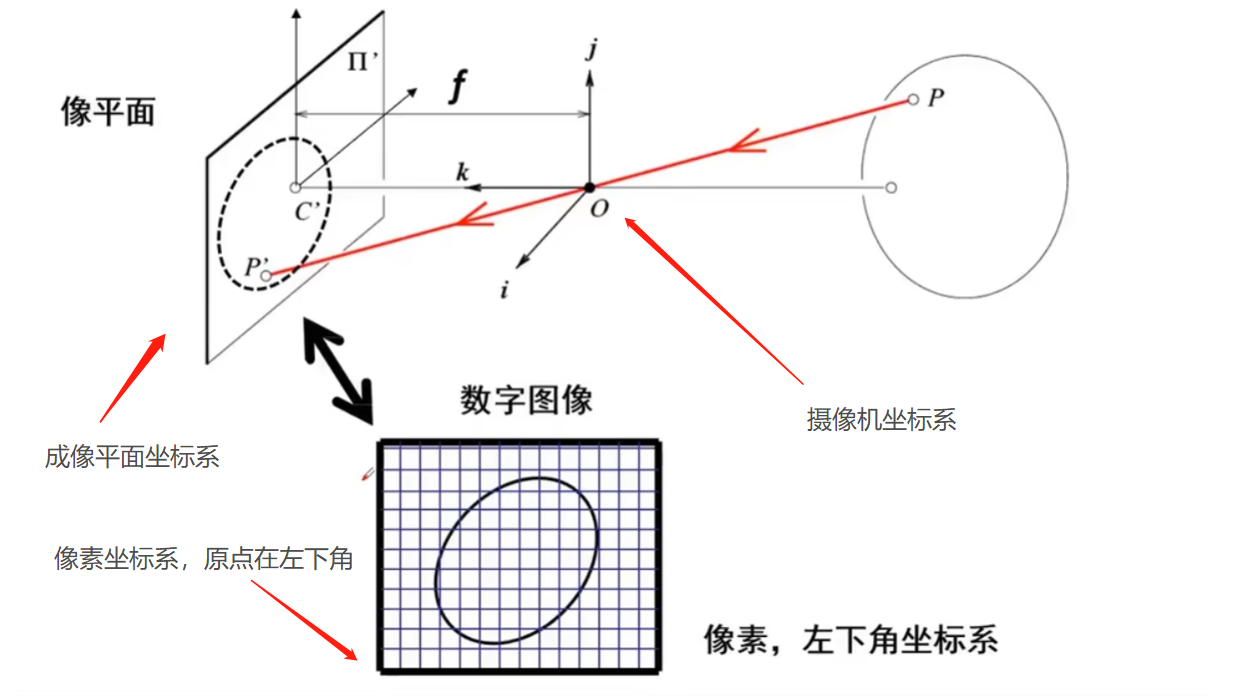 j
Π’
f
P
像平面
k
C’
O
P’
i
数字图像
摄像机坐标系
成像平面坐标系
像素坐标系，原点在左下角
像素，左下角坐标系